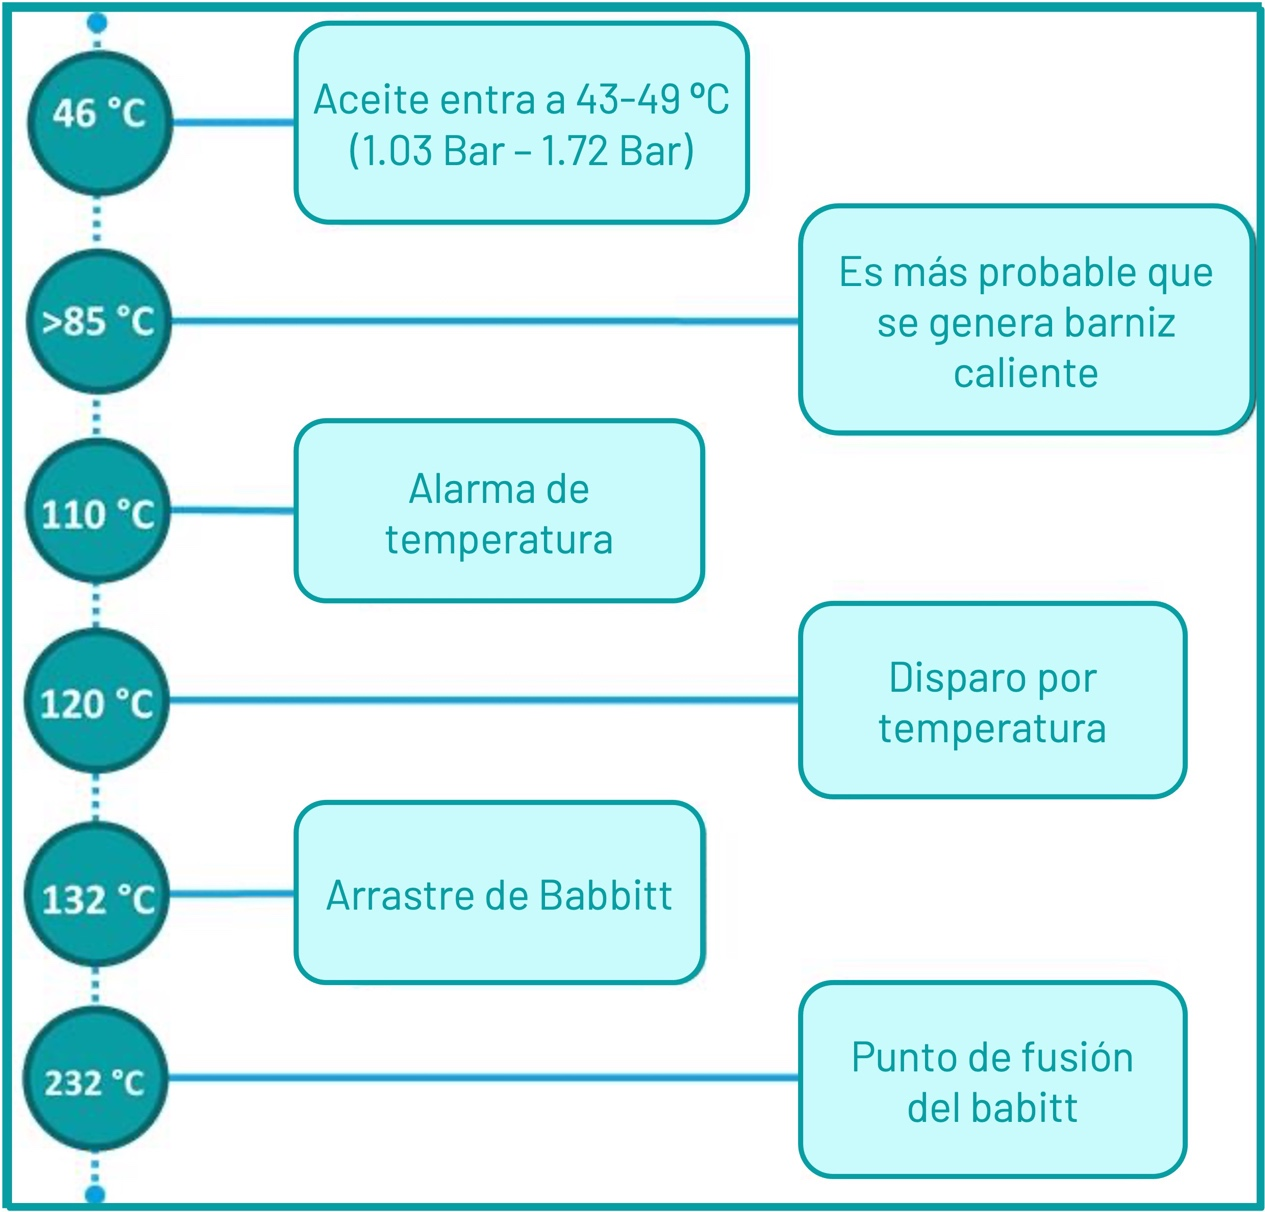 46 °C
Aceite entra a 43-49 ºC
(1.03 Bar – 1.72 Bar)
>85 °C
Es más probable que
se genera barniz
caliente
110 °C
Alarma de
temperatura
120 °C
Disparo por
temperatura
132 °C
Arrastre de Babbitt
232 °C
Punto de fusión
del babitt